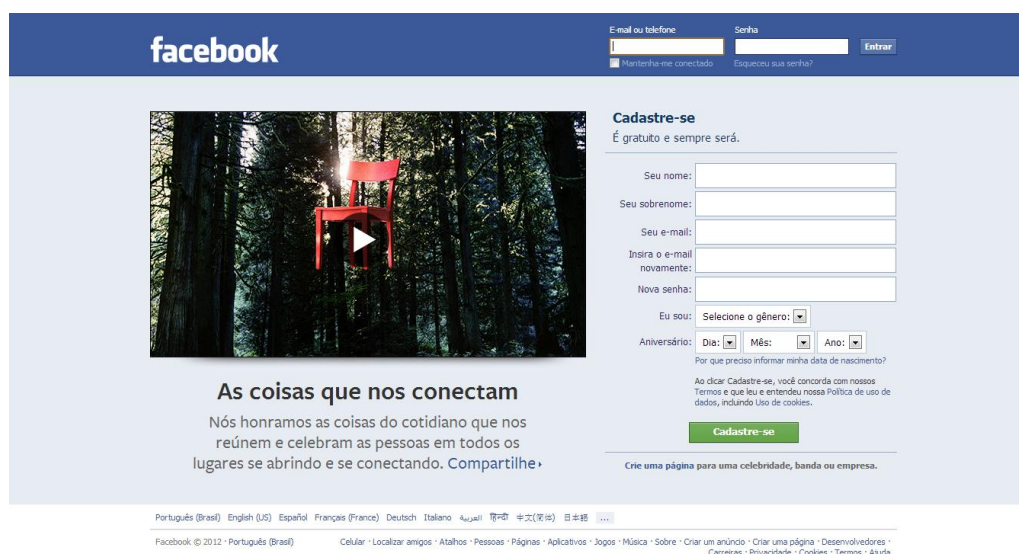 facebook
E-mail ou telefone
Senha
Entrar
Mantenha-me conectado
Esqueceu sua senha?
Cadastre-se
É gratuito e sempre será.
Seu nome:
Seu sobrenome:
Seu e-mail:
Insira o e-mail
novamente:
Nova senha:
Eu sou: Selecione o gênero:
Aniversário: Dia: Mês: Ano:
Por que preciso informar minha data de nascimento?
Ao clicar Cadastre-se, você concorda com nossos
Termos e que leu e entendeu nossa Política de uso de
dados, incluindo Uso de cookies.
Cadastre-se
Crie uma página para uma celebridade, banda ou empresa.
As coisas que nos conectam
Nós honramos as coisas do cotidiano que nos
reúnem e celebram as pessoas em todos os
lugares se abrindo e se conectando. Compartilhe
Português (Brasil) English (US) Español Français (France) Deutsch Italiano العربية हिन्दी 中文(简体) 日本語 ...
Facebook © 2012 · Português (Brasil)
Celular · Localizar amigos · Atalhos · Pessoas · Páginas · Aplicativos · Jogos · Música · Sobre · Criar um anúncio · Criar uma página · Desenvolvedores ·
Carreiras · Privacidade · Cookies · Termos · Ajuda